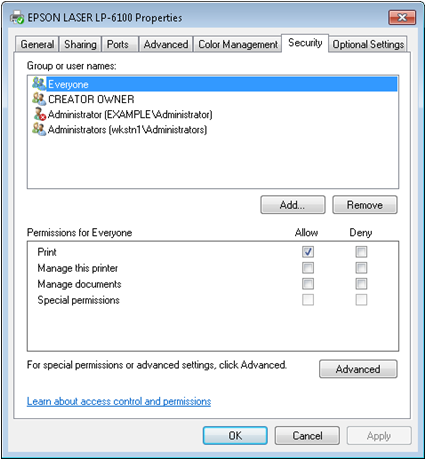 EPSON LASER LP-6100 Properties
General Sharing Ports Advanced Color Management Security Optional Settings
Group or user names:
Everyone
CREATOR OWNER
Administrator (EXAMPLE\Administrator)
Administrators (wkstn1\Administrators)
Add... Remove
Permissions for Everyone Allow Deny
Print
Manage this printer
Manage documents
Special permissions
For special permissions or advanced settings, click Advanced. Advanced
Learn about access control and permissions
OK Cancel Apply